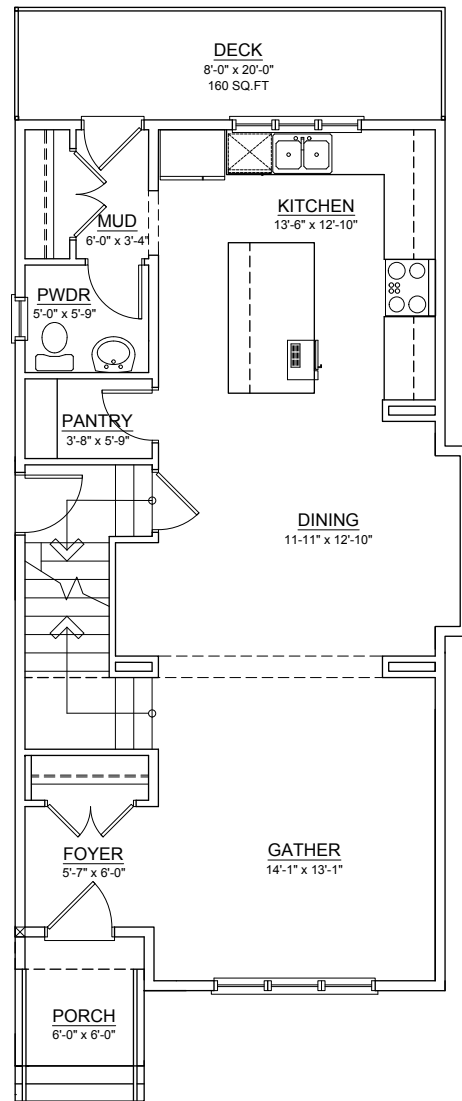 DECK
8'-0" x 20'-0"
160 SQ.FT
KITCHEN
13'-6" x 12'-10"
MUD
6'-0" x 3'-4"
PWDR
5'-0" x 5'-9"
PANTRY
3'-8" x 5'-9"
DINING
11-11" x 12'-10"
FOYER
5'-7" x 6'-0"
GATHER
14'-1" x 13'-1"
PORCH
6'-0" x 6'-0"